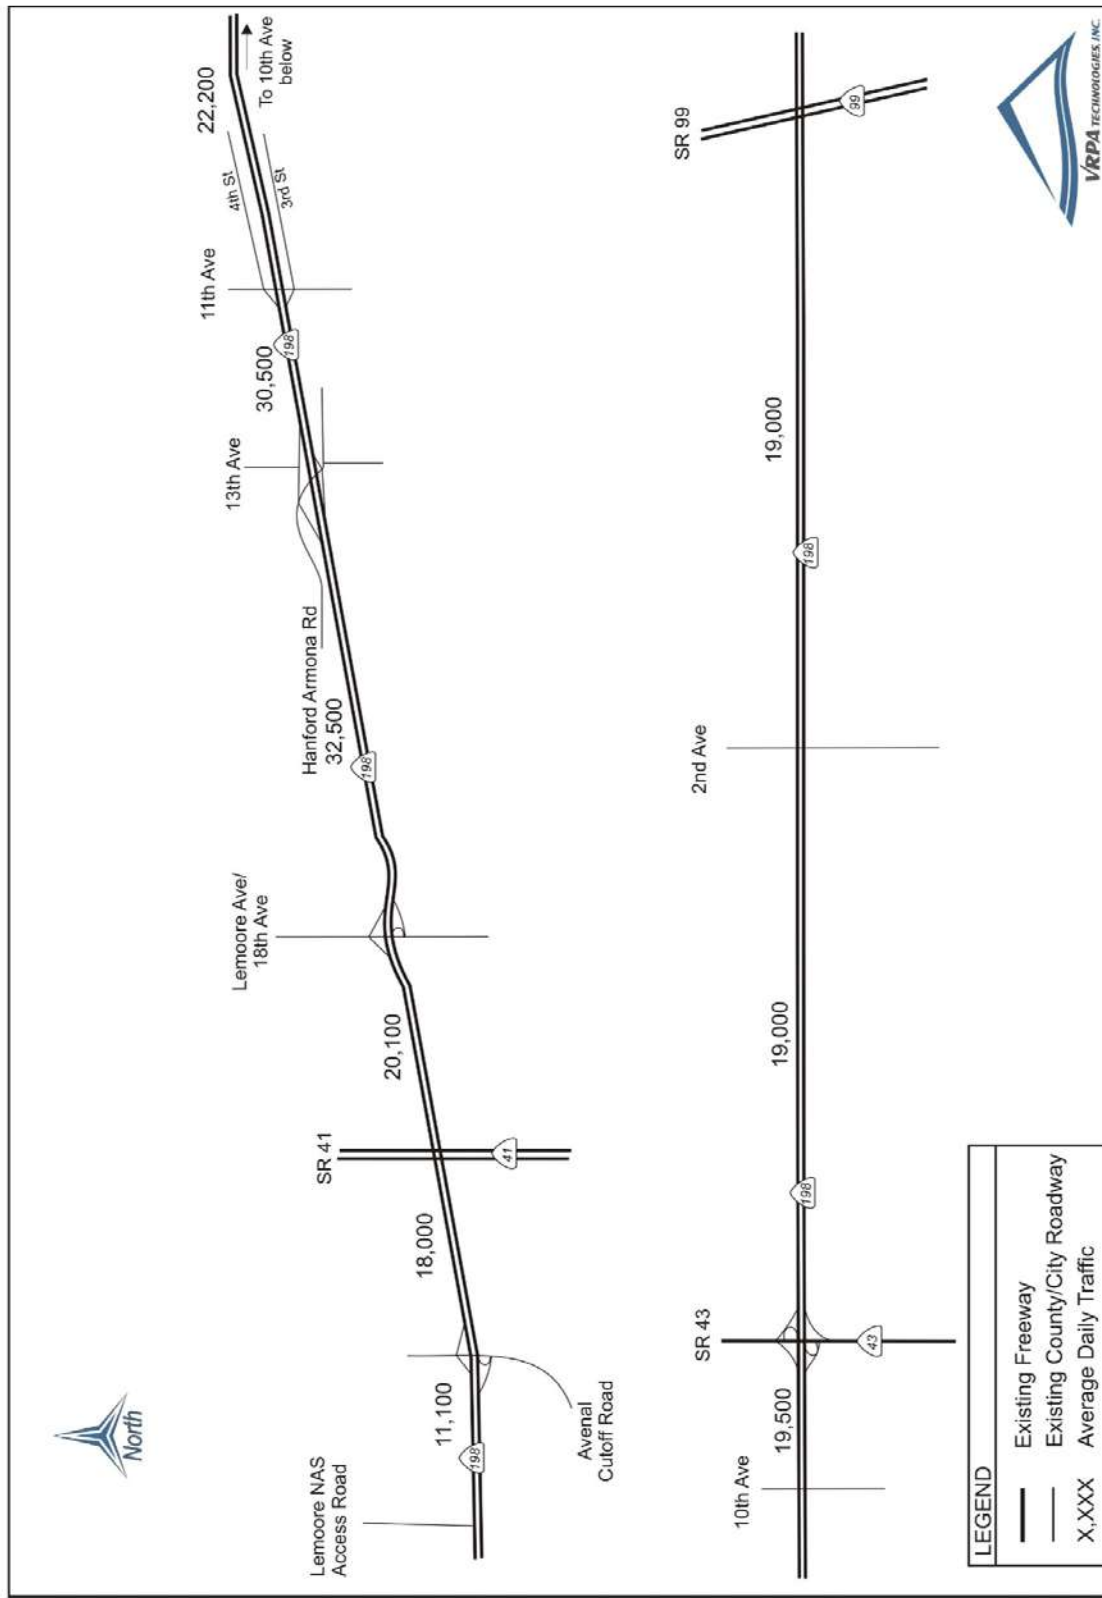 North
22,200
To 10th Ave
below
4th St
3rd St
11th Ave
198
30,500
13th Ave
Hanford Armona Rd
32,500
198
Lemoore Ave/
18th Ave
20,100
SR 41
41
18,000
11,100
198
Avenal
Cutoff Road
Lemoore NAS
Access Road
10th Ave
19,500
SR 43
43
198
19,000
2nd Ave
198
19,000
SR 99
99
LEGEND
Existing Freeway
Existing County/City Roadway
X,XXX Average Daily Traffic
VRPA TECHNOLOGIES, INC.